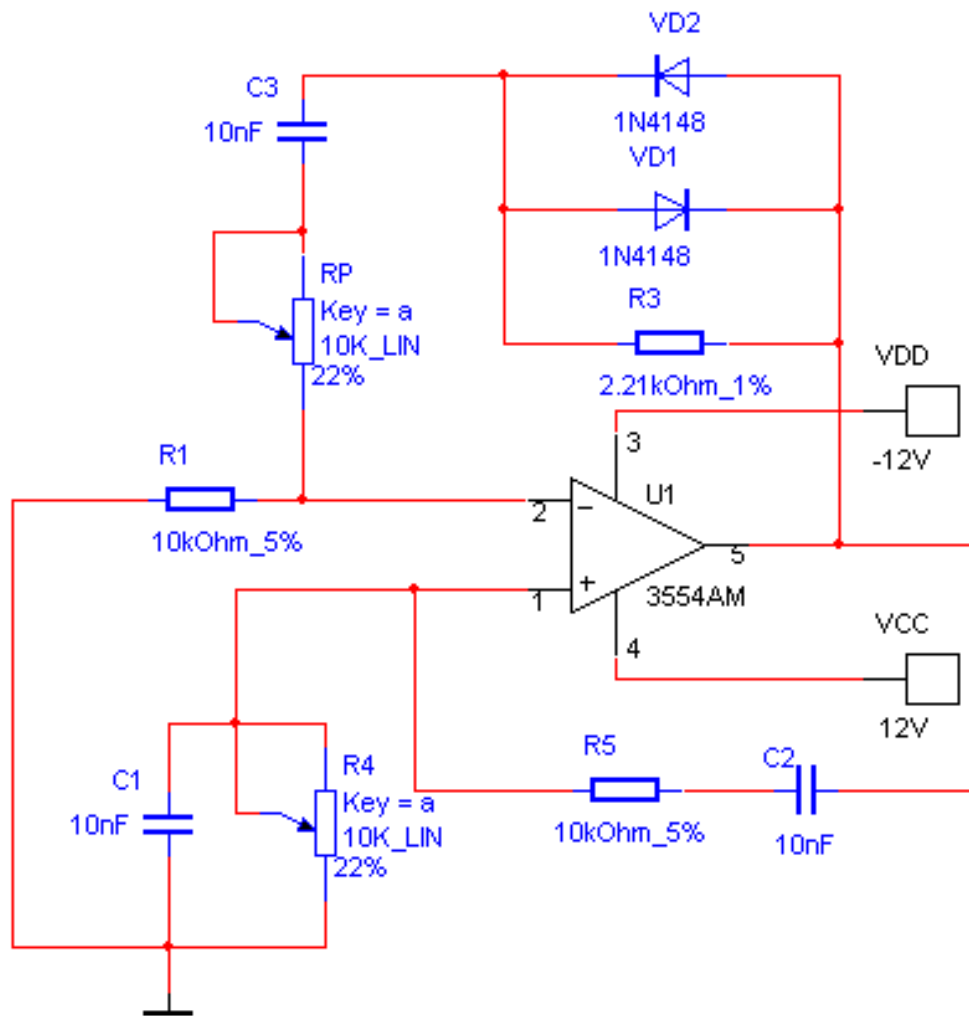 VD2
C3
10nF
1N4148
VD1
1N4148
RP
Key = a
10K_LIN
22%
R3
2.21kOhm_1%
VDD
-12V
R1
10kOhm_5%
3
U1
2
−
5
+
1
3554AM
4
VCC
12V
R5
C2
10kOhm_5%
10nF
C1
10nF
R4
Key = a
10K_LIN
22%